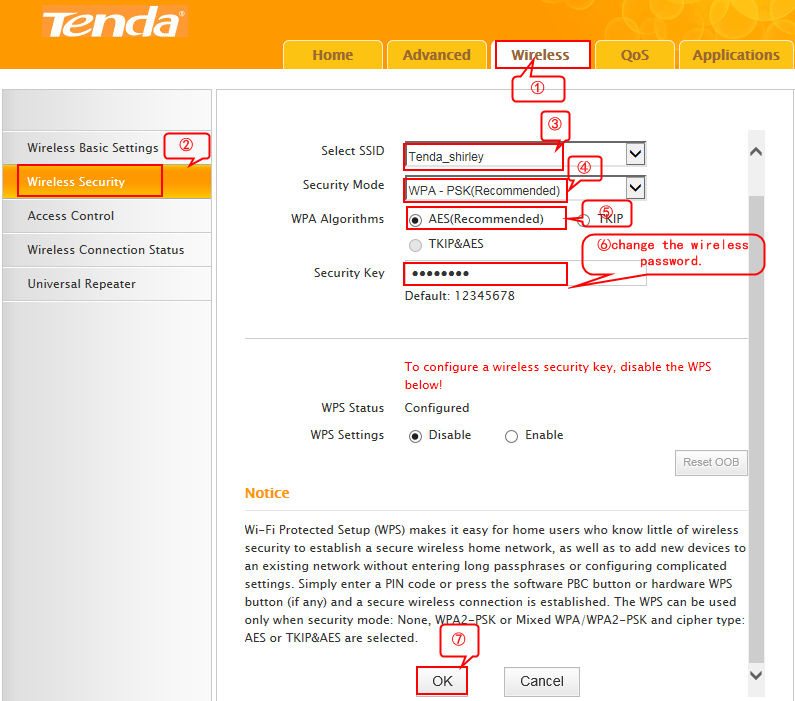 Tenda®
Home Advanced Wireless QoS Applications
①
Wireless Basic Settings
②
Wireless Security
Access Control
Wireless Connection Status
Universal Repeater
③
Select SSID Tenda_shirley
④
Security Mode WPA - PSK(Recommended)
WPA Algorithms AES(Recommended) ⑤ TKIP
TKIP&AES
⑥change the wireless
password.
Security Key ●●●●●●●●
Default: 12345678
To configure a wireless security key, disable the WPS
below!
WPS Status Configured
WPS Settings Disable Enable
Reset OOB
Notice
Wi-Fi Protected Setup (WPS) makes it easy for home users who know little of wireless
security to establish a secure wireless home network, as well as to add new devices to
an existing network without entering long passphrases or configuring complicated
settings. Simply enter a PIN code or press the software PBC button or hardware WPS
button (if any) and a secure wireless connection is established. The WPS can be used
only when security mode: None, WPA2-PSK or Mixed WPA/WPA2-PSK and cipher type:
AES or TKIP&AES are selected.
⑦
OK Cancel